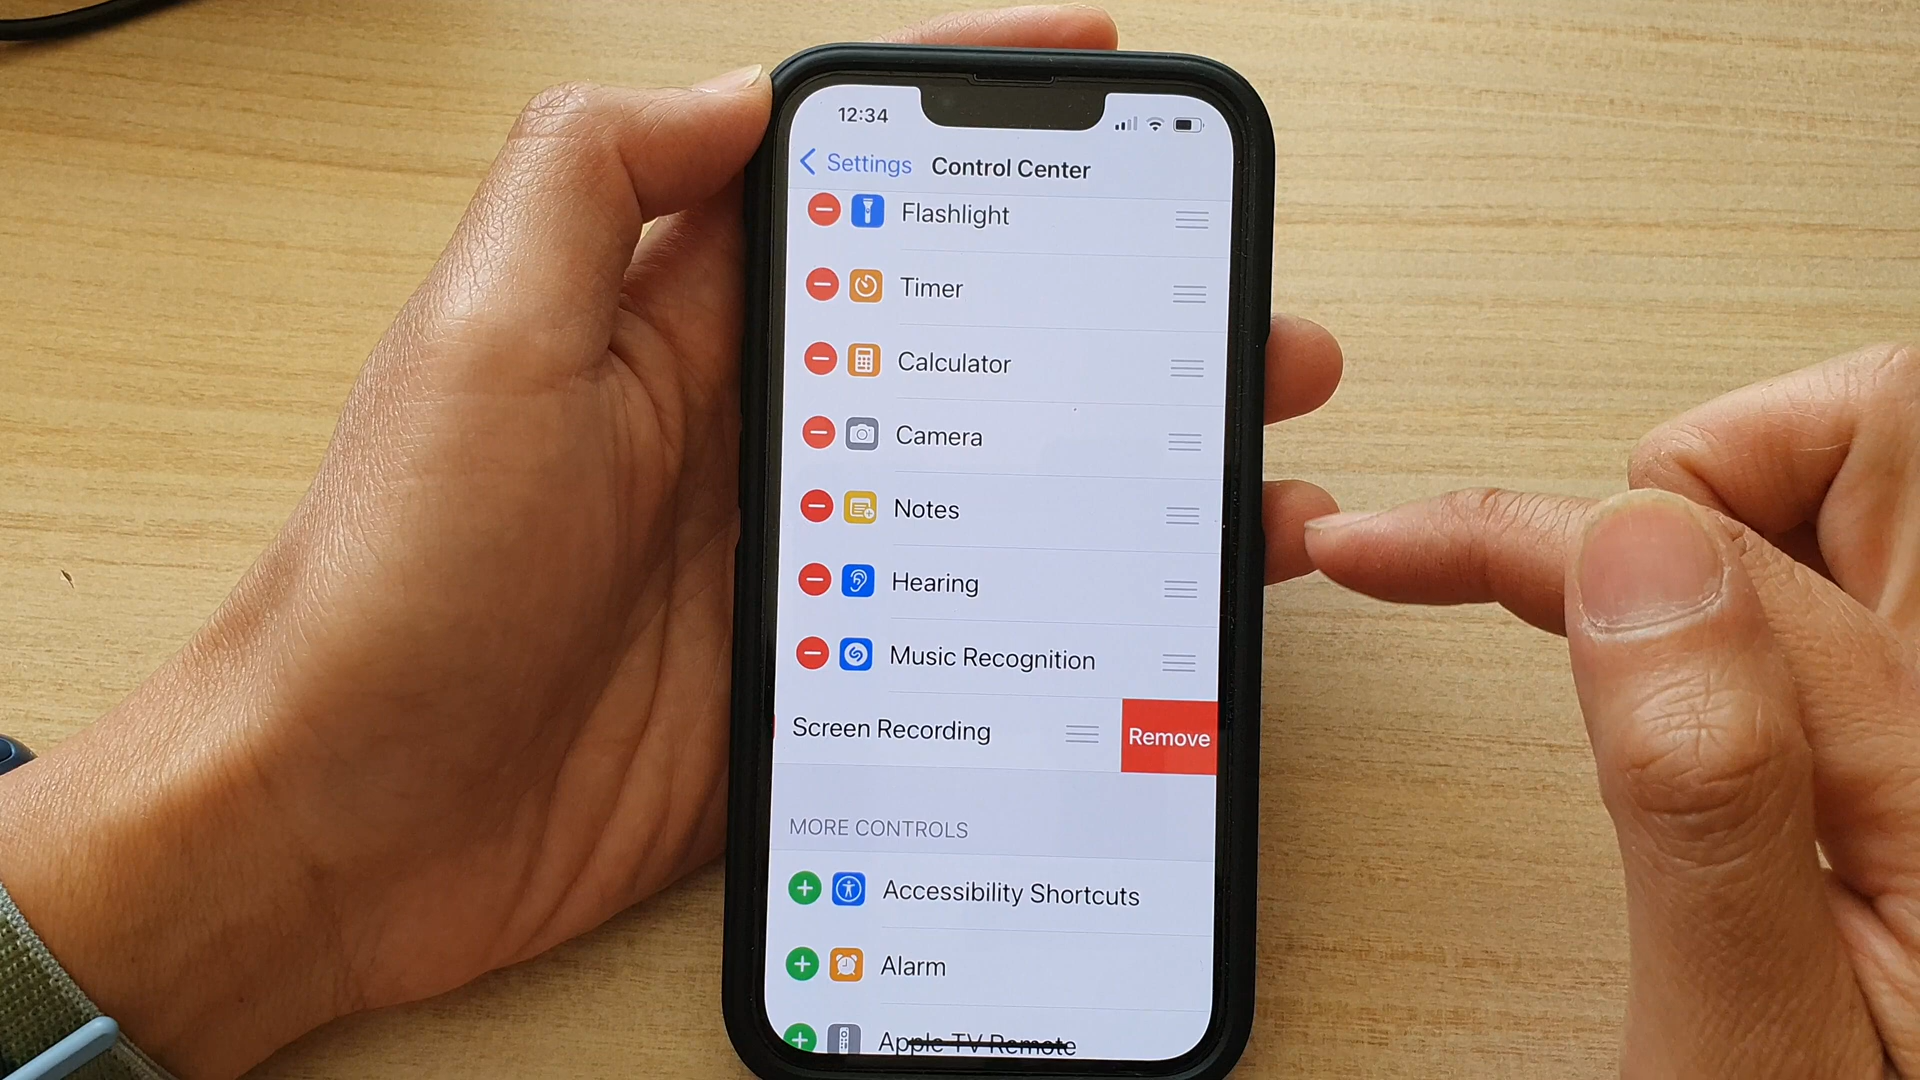 12:34
Settings Control Center
Flashlight
Timer
Calculator
Camera
Notes
Hearing
Music Recognition
Screen Recording Remove
MORE CONTROLS
Accessibility Shortcuts
Alarm
Apple TV Remote